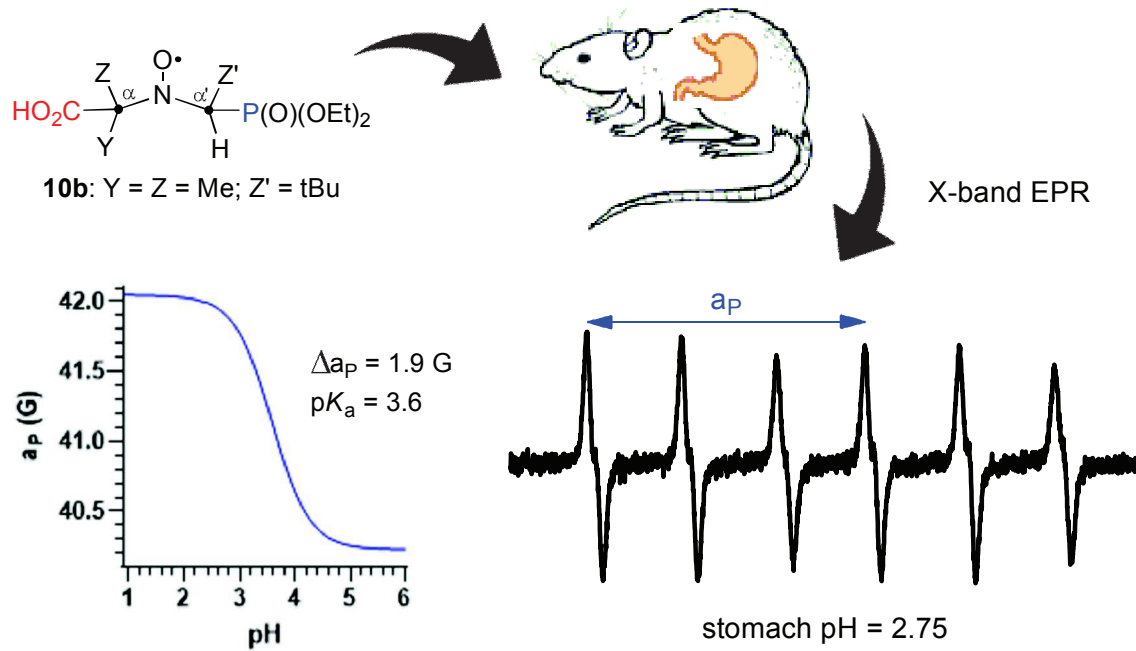 O•
Z
Z'
α
α'
HO₂C
N
P(O)(OEt)₂
Y
H
10b: Y = Z = Me; Z' = tBu
X-band EPR
aP
42.0
41.5
41.0
40.5
aP (G)
ΔaP = 1.9 G
pKa = 3.6
1 2 3 4 5 6
pH
stomach pH = 2.75